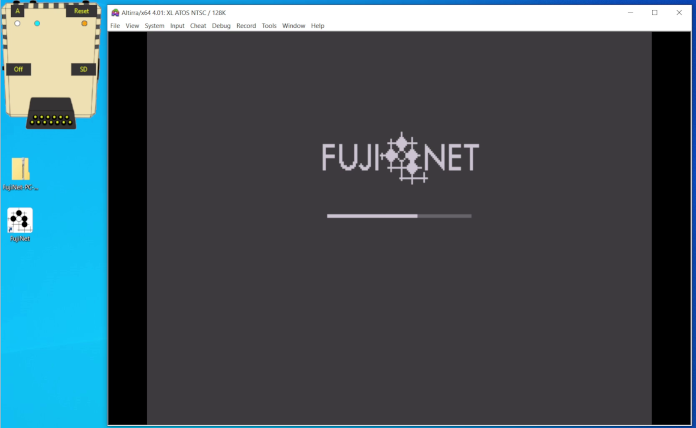 A
Reset
Off
SD
FujiNet-PC ...
FujiNet
Altirra/x64 4.01: XL ATOS NTSC / 128K
File View System Input Cheat Debug Record Tools Window Help
FUJI NET